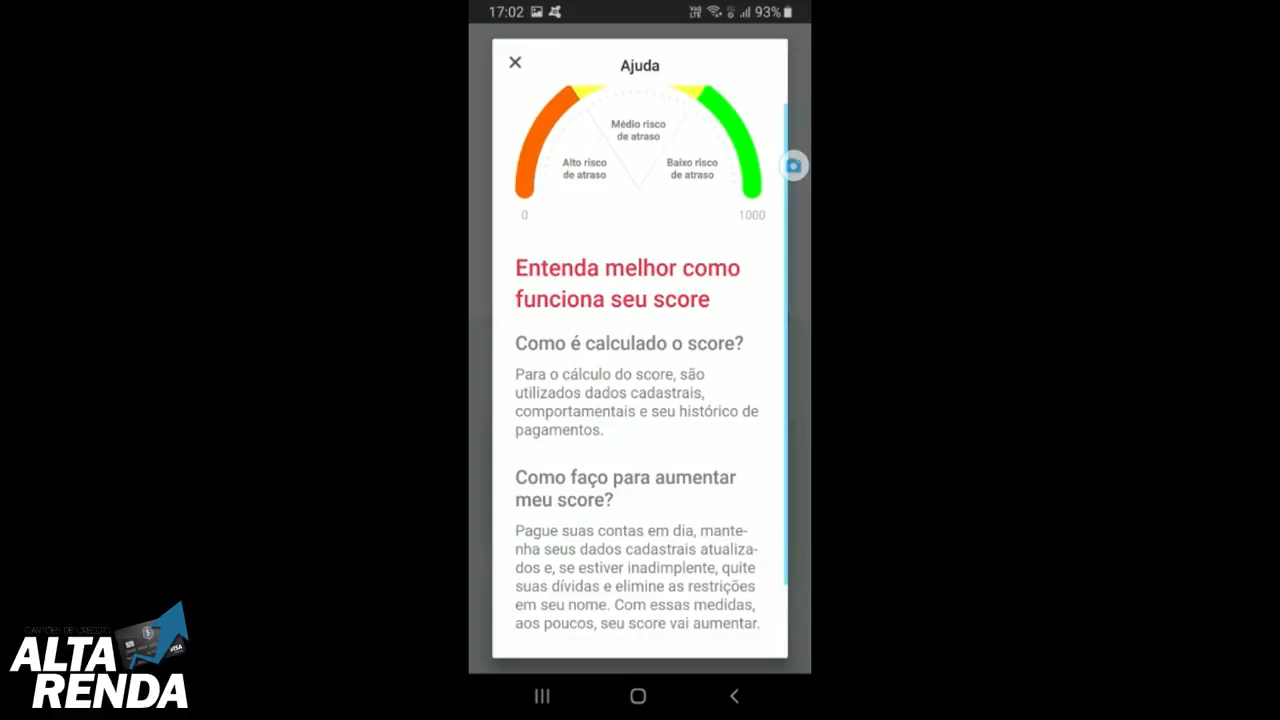 17:02
93%
Ajuda
Médio risco
de atraso
Alto risco
de atraso
Baixo risco
de atraso
0
1000
Entenda melhor como
funciona seu score
Como é calculado o score?
Para o cálculo do score, são
utilizados dados cadastrais,
comportamentais e seu histórico de
pagamentos.
Como faço para aumentar
meu score?
Pague suas contas em dia, mante-
nha seus dados cadastrais atualiza-
dos e, se estiver inadimplente, quite
suas dívidas e elimine as restrições
em seu nome. Com essas medidas,
aos poucos, seu score vai aumentar.
CARTÕES DE CRÉDITO
VISA
ALTA
RENDA